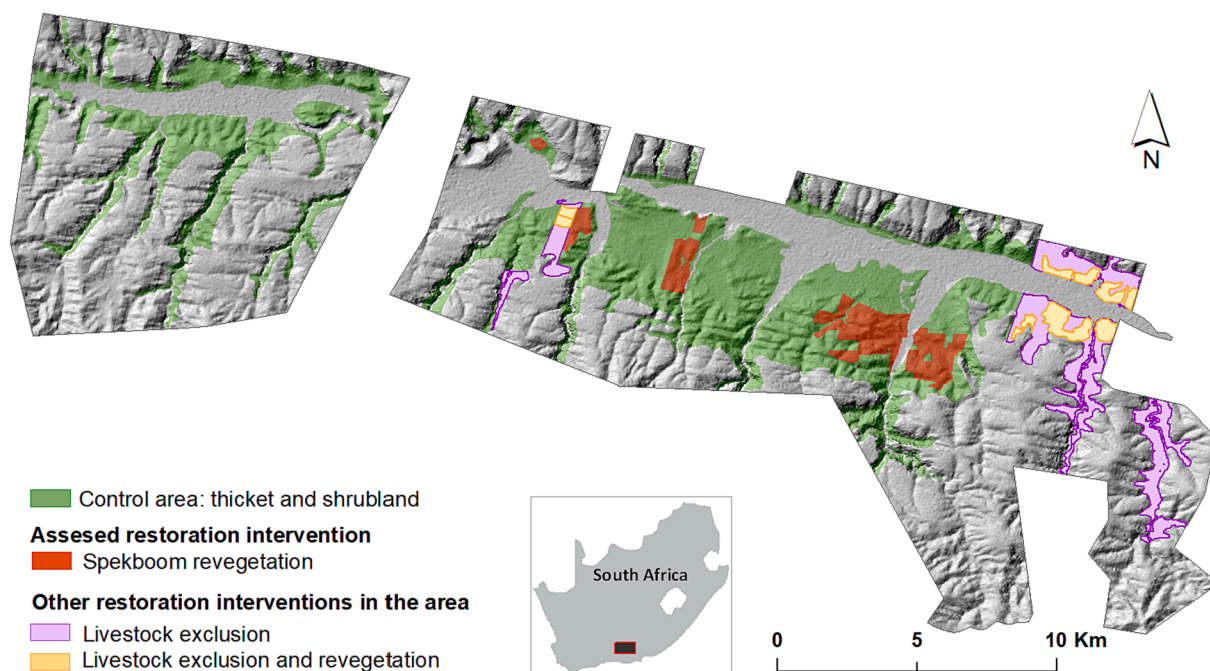 N
Control area: thicket and shrubland
Assesed restoration intervention
Spekboom revegetation
Other restoration interventions in the area
Livestock exclusion
Livestock exclusion and revegetation
South Africa
0 5 10 Km